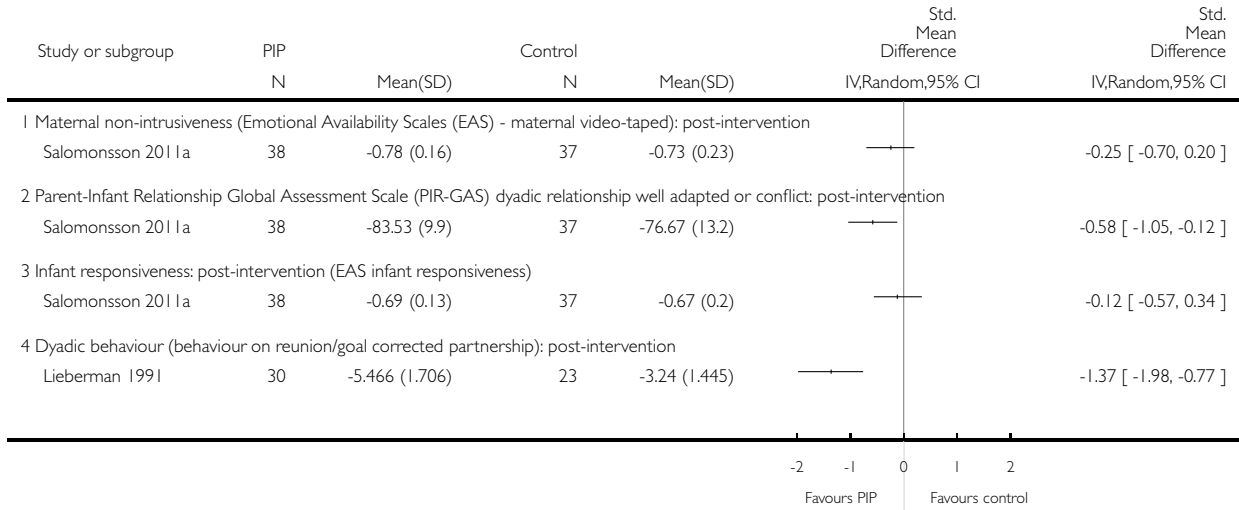 Std. Mean Difference Std. Mean Difference
Study or subgroup PIP Control
N Mean(SD) N Mean(SD) IV,Random,95% CI IV,Random,95% CI
1 Maternal non-intrusiveness (Emotional Availability Scales (EAS) - maternal video-taped): post-intervention
Salomonsson 2011a 38 -0.78 (0.16) 37 -0.73 (0.23) -0.25 [ -0.70, 0.20 ]
2 Parent-Infant Relationship Global Assessment Scale (PIR-GAS) dyadic relationship well adapted or conflict: post-intervention
Salomonsson 2011a 38 -83.53 (9.9) 37 -76.67 (13.2) -0.58 [ -1.05, -0.12 ]
3 Infant responsiveness: post-intervention (EAS infant responsiveness)
Salomonsson 2011a 38 -0.69 (0.13) 37 -0.67 (0.2) -0.12 [ -0.57, 0.34 ]
4 Dyadic behaviour (behaviour on reunion/goal corrected partnership): post-intervention
Lieberman 1991 30 -5.466 (1.706) 23 -3.24 (1.445) -1.37 [ -1.98, -0.77 ]
-2 -1 0 1 2
Favours PIP Favours control